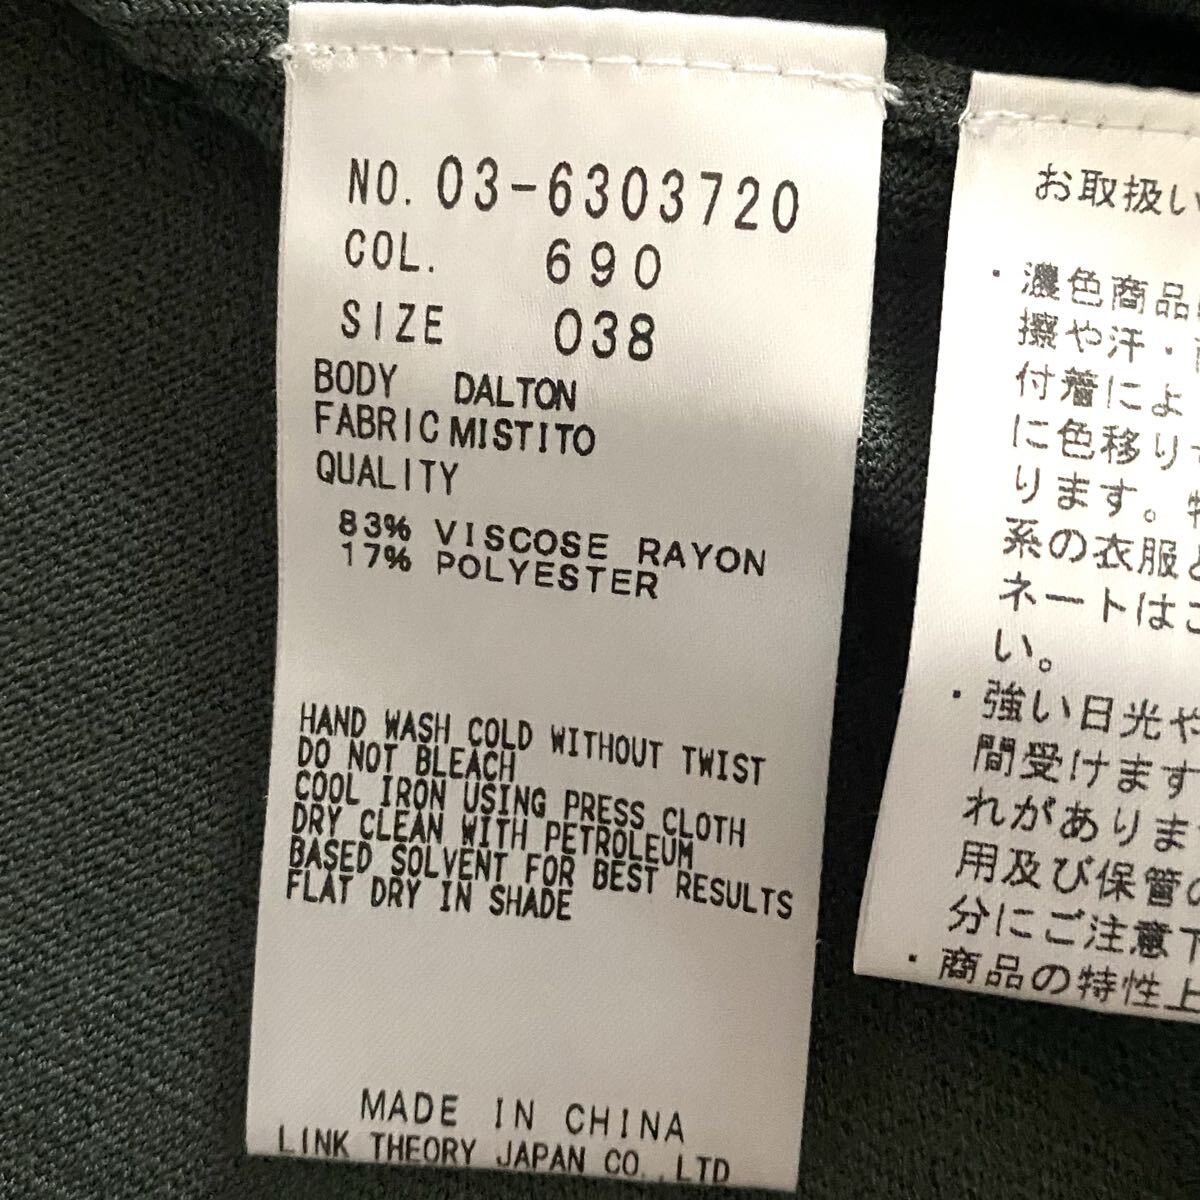 NO. 03-6303720
COL. 690
SIZE 038
BODY DALTON
FABRIC MISTITO
QUALITY
83% VISCOSE RAYON
17% POLYESTER
HAND WASH COLD WITHOUT TWIST
DO NOT BLEACH
COOL IRON USING PRESS CLOTH
DRY CLEAN WITH PETROLEUM
BASED SOLVENT FOR BEST RESULTS
FLAT DRY IN SHADE
MADE IN CHINA
LINK THEORY JAPAN CO.,LTD
お取扱い
・濃色商品
擦や汗・
付着によ
に色移り
ります。
系の衣服と
ネートはご
い。
・強い日光や
間受けます
れがありま
用及び保管の
分にご注意下
・商品の特性上